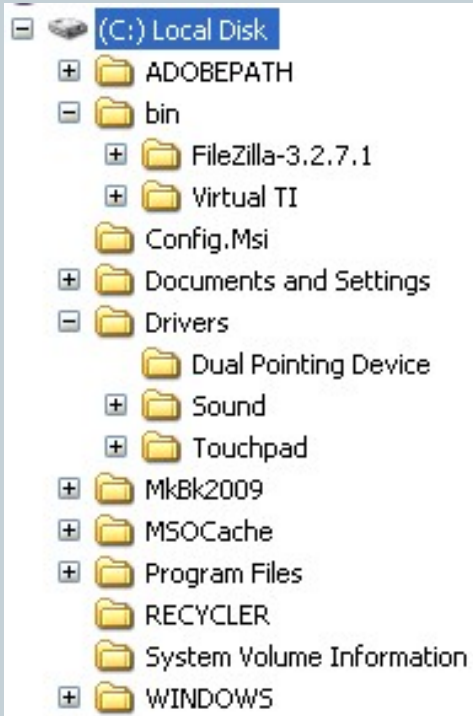 (C:) Local Disk
ADOBEPATH
bin
FileZilla-3.2.7.1
Virtual TI
Config.Msi
Documents and Settings
Drivers
Dual Pointing Device
Sound
Touchpad
MkBk2009
MSOCache
Program Files
RECYCLER
System Volume Information
WINDOWS